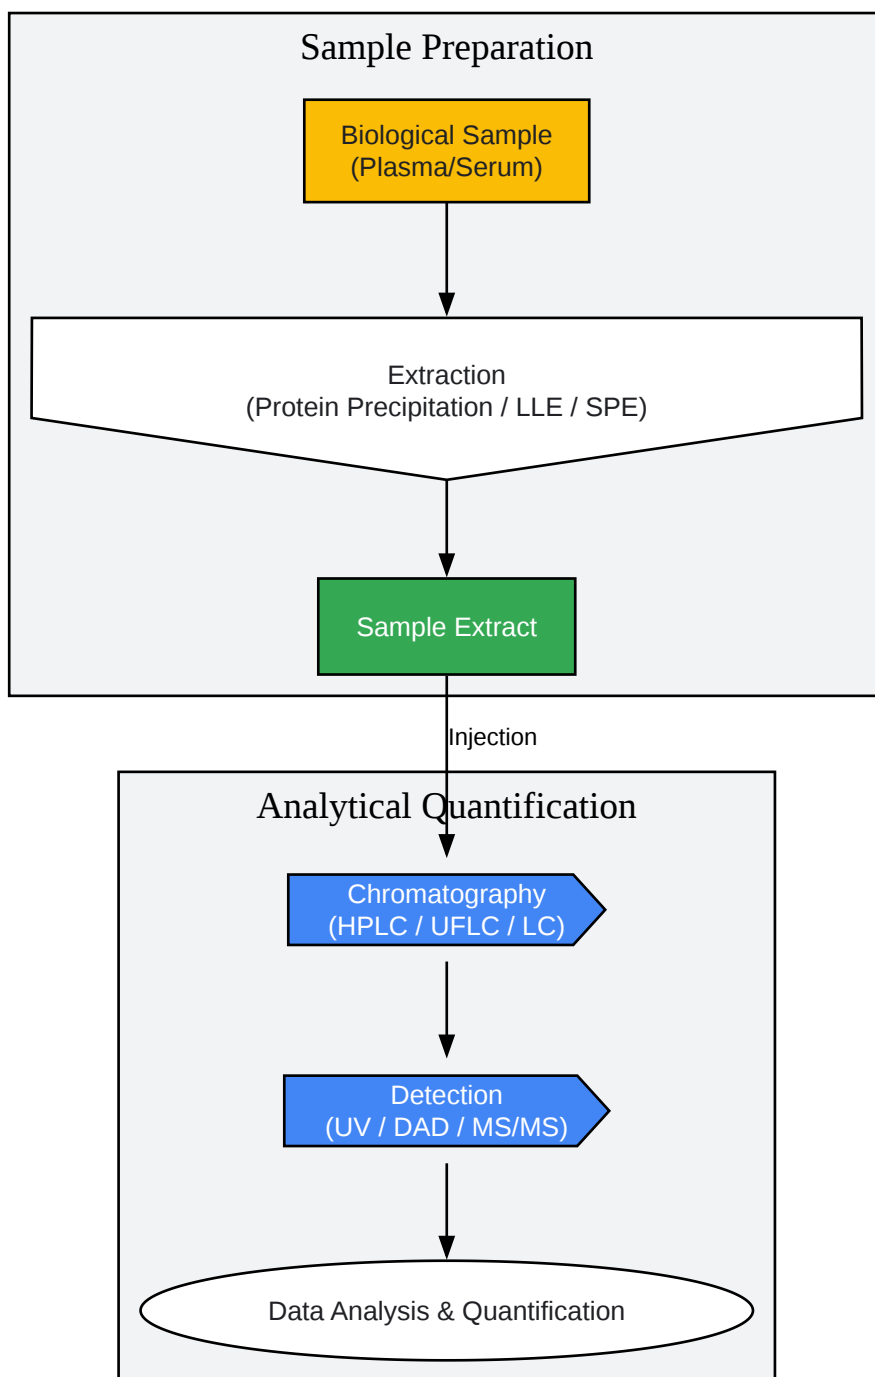 Sample Preparation
Biological Sample
(Plasma/Serum)
Extraction
(Protein Precipitation / LLE / SPE)
Sample Extract
Injection
Analytical Quantification
Chromatography
(HPLC / UFLC / LC)
Detection
(UV / DAD / MS/MS)
Data Analysis & Quantification